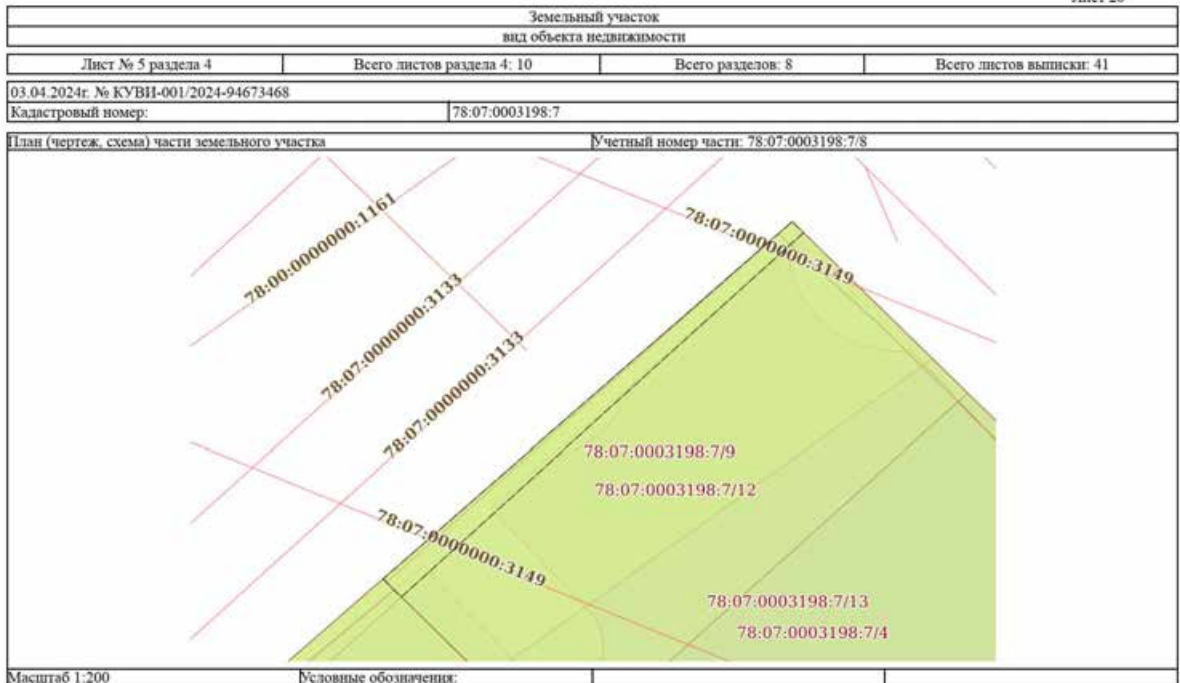 Земельный участок
вид объекта недвижимости
Лист № 5 раздела 4 Всего листов раздела 4: 10 Всего разделов: 8 Всего листов выписки: 41
03.04.2024г. № КУВИ-001/2024-94673468
Кадастровый номер: 78:07:0003198:7
План (чертеж, схема) части земельного участка Учетный номер части: 78:07:0003198:7/8
78:00:0000000:1161
78:07:0000000:3149
78:07:0000000:3133
78:07:0000000:3133
78:07:0003198:7/9
78:07:0003198:7/12
78:07:0000000:3149
78:07:0003198:7/13
78:07:0003198:7/4
Масштаб 1:200 Условные обозначения: